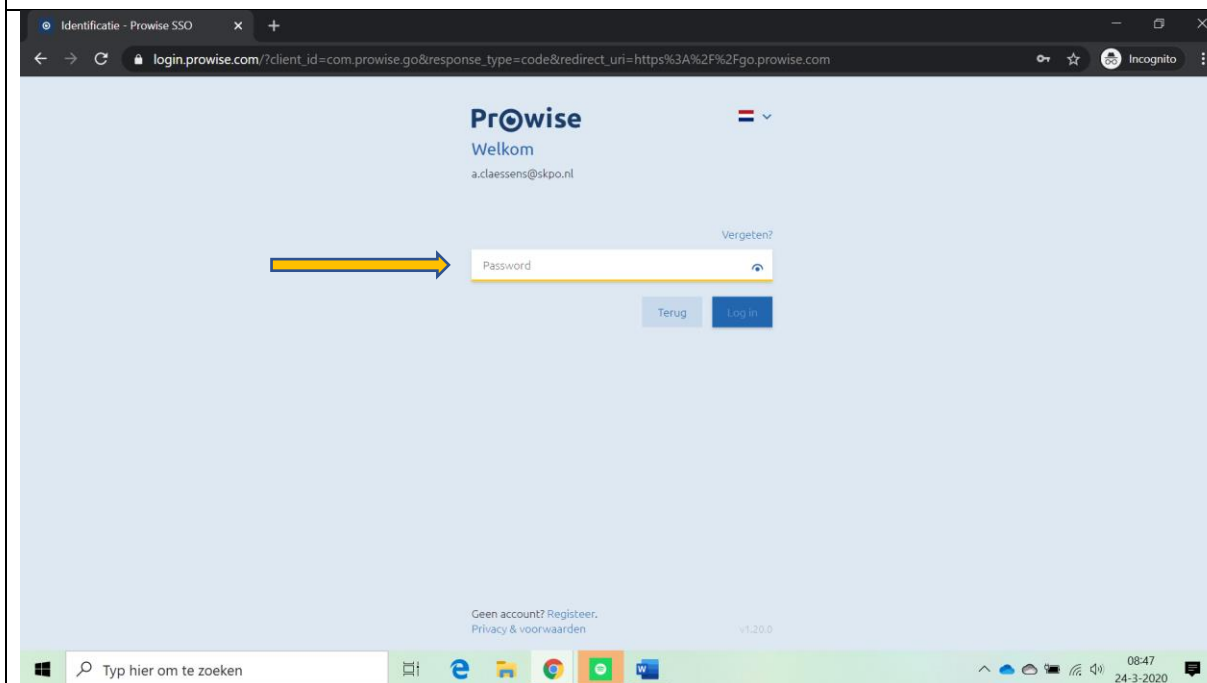 Identificatie - Prowise SSO
login.prowise.com/?client_id=com.prowise.go&response_type=code&redirect_uri=https%3A%2F%2Fgo.prowise.com
Incognito
Prowise
Welkom
a.claessens@skpo.nl
Vergeten?
Password
Terug
Log in
Geen account? Registeer.
Privacy & voorwaarden
v1.20.0
Typ hier om te zoeken
08:47
24-3-2020